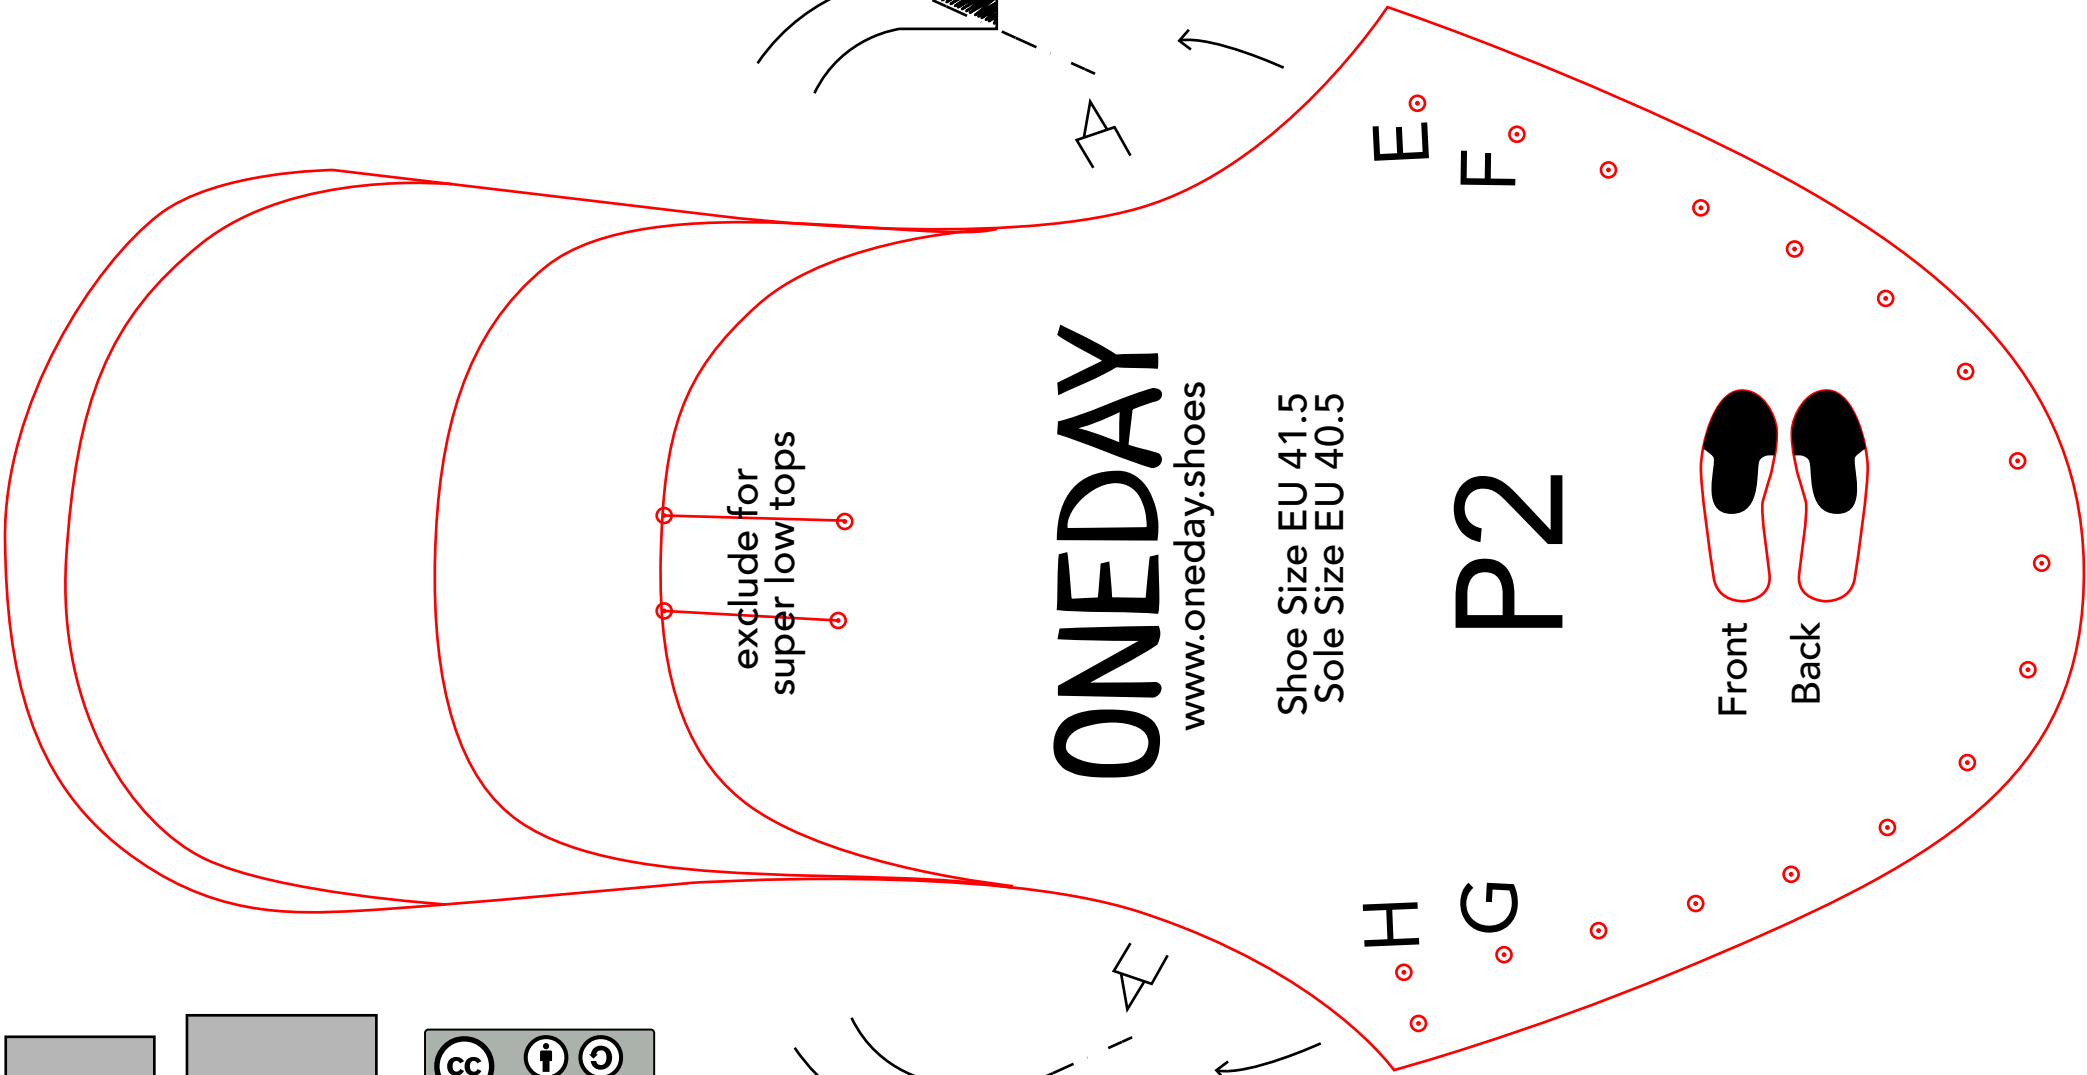 exclude for
super low tops
ONEDAY
www.oneday.shoes
Shoe Size EU 41.5
Sole Size EU 40.5
P2
E
F
H
G
Front
Back
cc